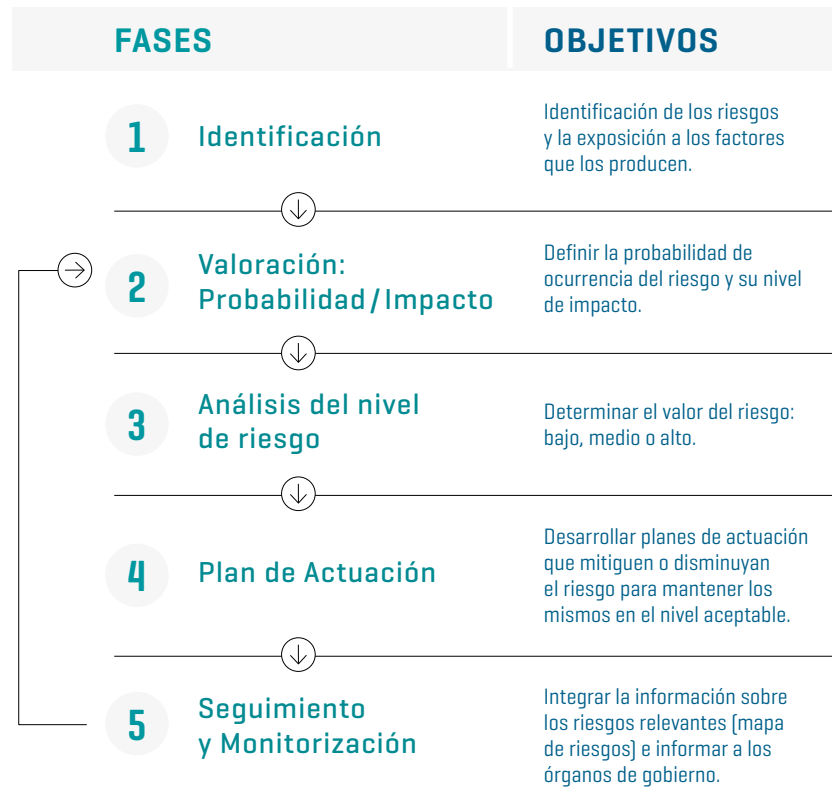 FASES
OBJETIVOS
1
Identificación
Identificación de los riesgos
y la exposición a los factores
que los producen.
2
Valoración:
Probabilidad/Impacto
Definir la probabilidad de
ocurrencia del riesgo y su nivel
de impacto.
3
Análisis del nivel
de riesgo
Determinar el valor del riesgo:
bajo, medio o alto.
4
Plan de Actuación
Desarrollar planes de actuación
que mitiguen o disminuyan
el riesgo para mantener los
mismos en el nivel aceptable.
5
Seguimiento
y Monitorización
Integrar la información sobre
los riesgos relevantes (mapa
de riesgos) e informar a los
órganos de gobierno.